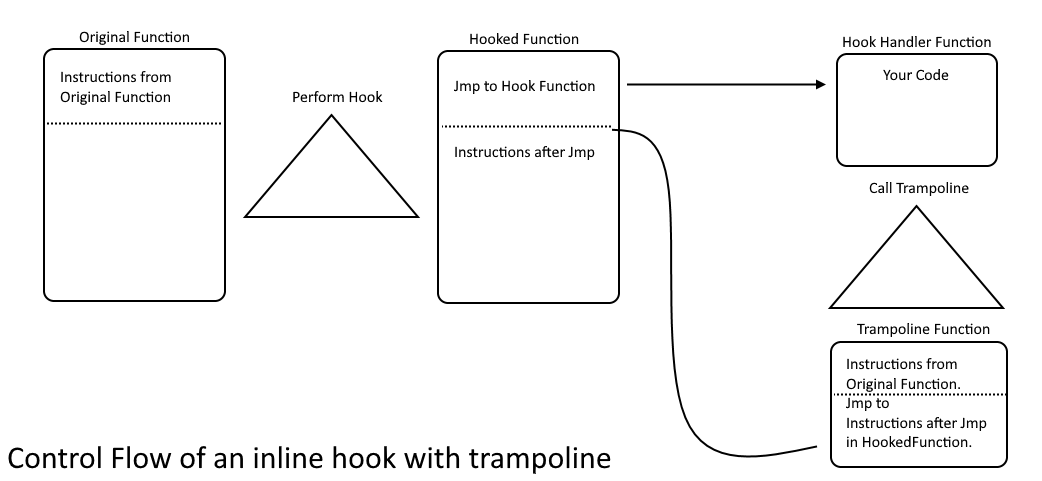 Original Function
Instructions from
Original Function
Perform Hook
Hooked Function
Jmp to Hook Function
Instructions after Jmp
Hook Handler Function
Your Code
Call Trampoline
Trampoline Function
Instructions from
Original Function.
Jmp to
Instructions after Jmp
in HookedFunction.
Control Flow of an inline hook with trampoline